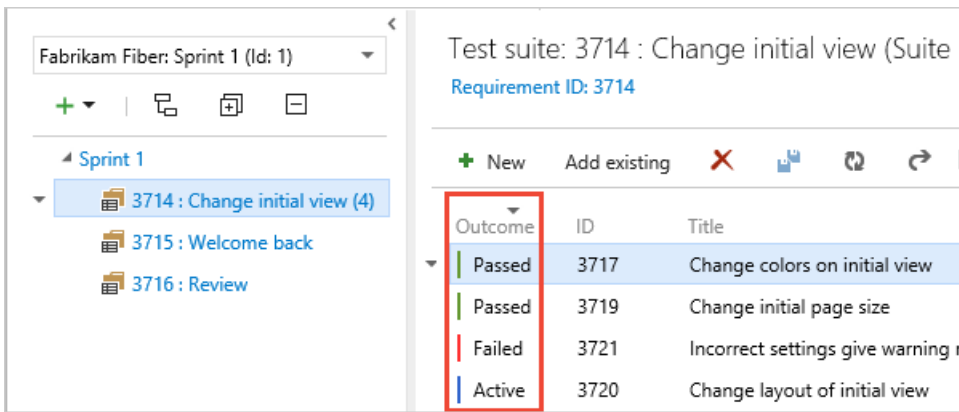 Fabrikam Fiber: Sprint 1 (Id: 1)
Sprint 1
3714 : Change initial view (4)
3715 : Welcome back
3716 : Review
Test suite: 3714 : Change initial view (Suite
Requirement ID: 3714
New Add existing
Outcome ID Title
Passed 3717 Change colors on initial view
Passed 3719 Change initial page size
Failed 3721 Incorrect settings give warning
Active 3720 Change layout of initial view